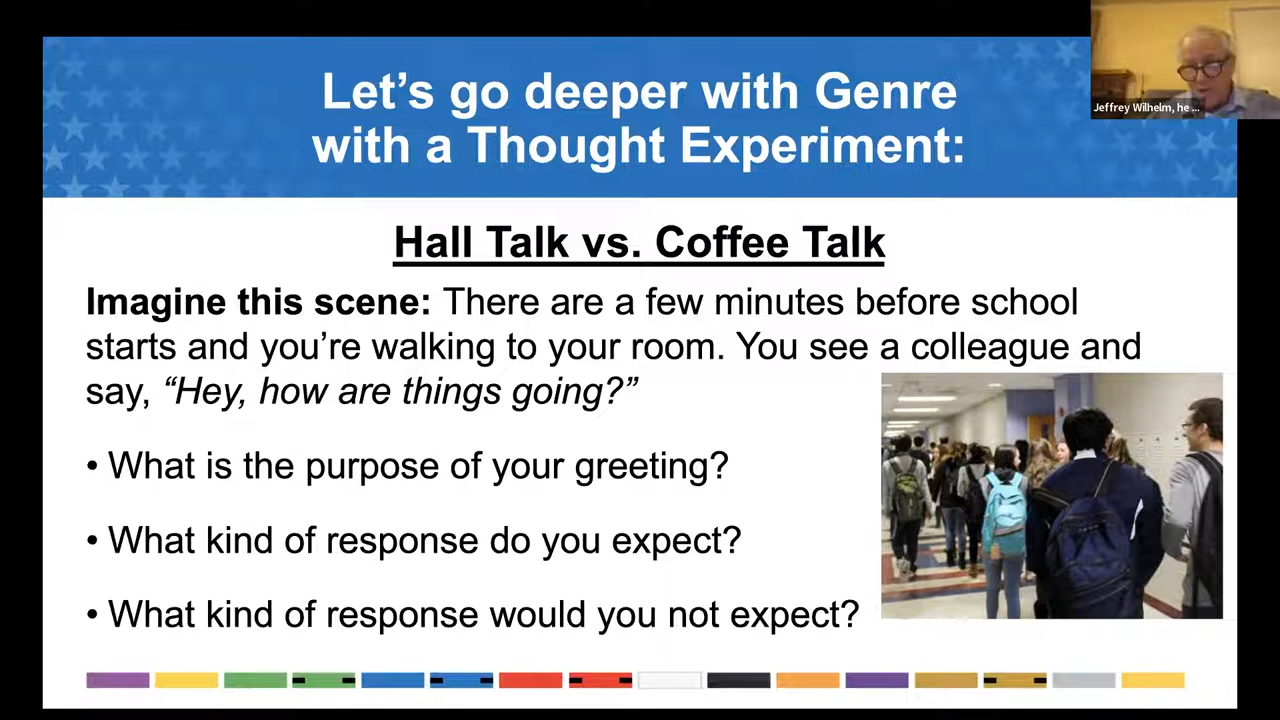 Let's go deeper with Genre
with a Thought Experiment:
Jeffrey Wilhelm, he ...
Hall Talk vs. Coffee Talk
Imagine this scene: There are a few minutes before school
starts and you're walking to your room. You see a colleague and
say, “Hey, how are things going?”
• What is the purpose of your greeting?
• What kind of response do you expect?
• What kind of response would you not expect?